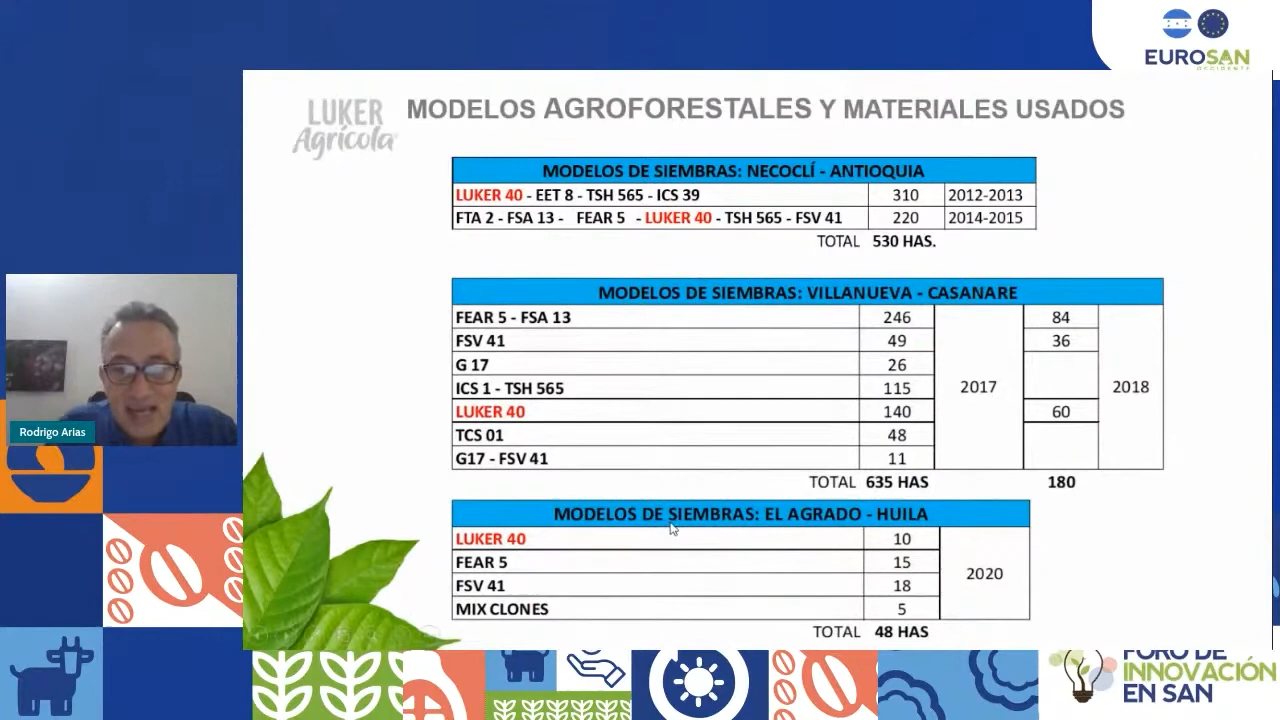 EUROSAN
OCCIDENTE
LUKER
Agrícola
MODELOS AGROFORESTALES Y MATERIALES USADOS
MODELOS DE SIEMBRAS: NECOCLÍ - ANTIOQUIA
LUKER 40 - EET 8 - TSH 565 - ICS 39 310 2012-2013
FTA 2 - FSA 13 - FEAR 5 - LUKER 40 - TSH 565 - FSV 41 220 2014-2015
TOTAL 530 HAS.
MODELOS DE SIEMBRAS: VILLANUEVA - CASANARE
FEAR 5 - FSA 13 246 84
FSV 41 49 36
G 17 26
ICS 1 - TSH 565 115 2017 2018
LUKER 40 140 60
TCS 01 48
G17 - FSV 41 11
TOTAL 635 HAS 180
MODELOS DE SIEMBRAS: EL AGRADO - HUILA
LUKER 40 10
FEAR 5 15
2020
FSV 41 18
MIX CLONES 5
TOTAL 48 HAS
Rodrigo Arias
FORO DE
INNOVACIÓN
EN SAN